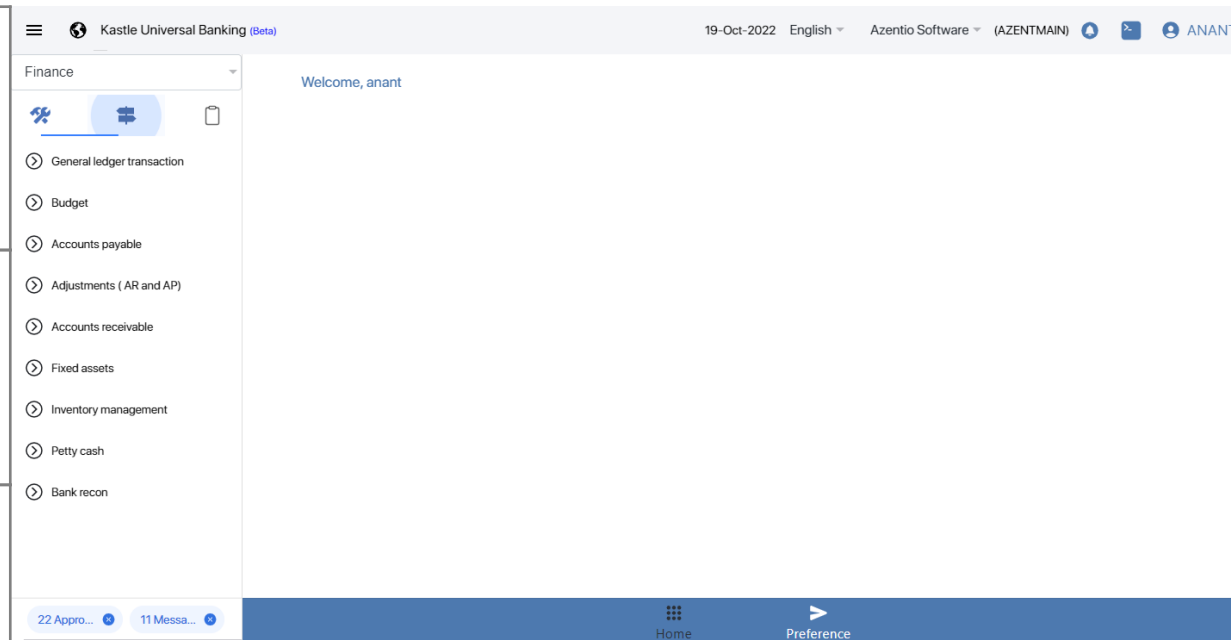 Kastle Universal Banking (Beta)
19-Oct-2022 English Azentio Software (AZENTMAIN) ANANT
Finance
Welcome, anant
General ledger transaction
Budget
Accounts payable
Adjustments ( AR and AP)
Accounts receivable
Fixed assets
Inventory management
Petty cash
Bank recon
22 Appro... 11 Messa...
Home Preference